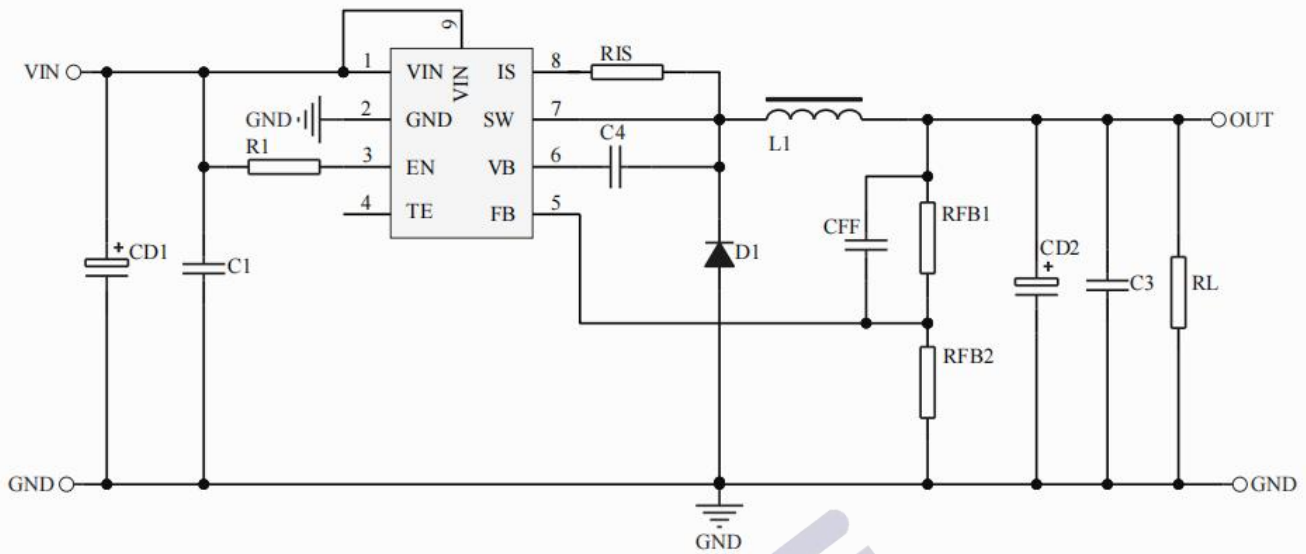 9
VIN
1
VIN
VIN
IS
8
RIS
GND
2
GND
SW
7
L1
OUT
R1
3
EN
VB
6
C4
4
TE
FB
5
CFF
RFB1
+
CD1
C1
D1
CD2
+
C3
RL
RFB2
GND
GND
GND